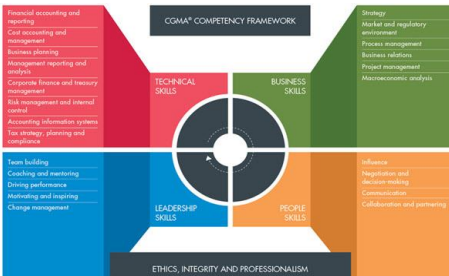 CGMA® COMPETENCY FRAMEWORK
Financial accounting and
reporting
Cost accounting and
management
Business planning
Management reporting and
analysis
Corporate finance and treasury
management
Risk management and internal
control
Accounting information systems
Tax strategy, planning and
compliance
TECHNICAL
SKILLS
BUSINESS
SKILLS
Strategy
Market and regulatory
environment
Process management
Business relations
Project management
Macroeconomic analysis
Team building
Coaching and mentoring
Driving performance
Motivating and inspiring
Change management
LEADERSHIP
SKILLS
PEOPLE
SKILLS
Influence
Negotiation and
decision-making
Communication
Collaboration and partnering
ETHICS, INTEGRITY AND PROFESSIONALISM